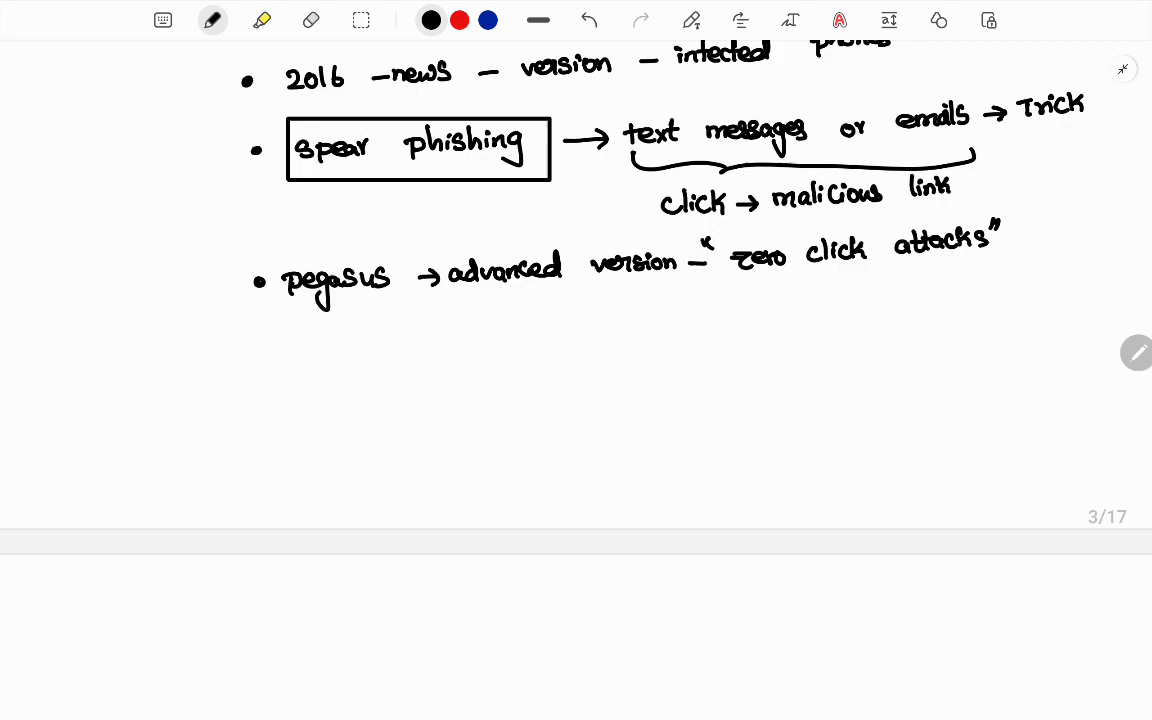 • 2016 – news – version – infected phones
• spear phishing → text messages or emails → Trick
click → malicious link
• pegasus → advanced version – "zero click attacks"
3/17